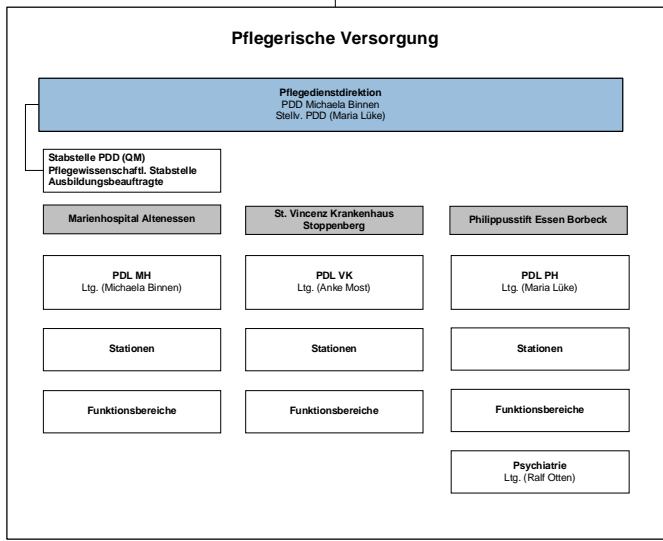 Pflegerische Versorgung
Pflegedienstdirektion
PDD Michaela Binnen
Stellv. PDD (Maria Lüke)
Stabstelle PDD (QM)
Pflegewissenschaftl. Stabstelle
Ausbildungsbeauftragte
Marienhospital Altenessen
St. Vincenz Krankenhaus
Stoppenberg
Philippusstift Essen Borbeck
PDL MH
Ltg. (Michaela Binnen)
PDL VK
Ltg. (Anke Most)
PDL PH
Ltg. (Maria Lüke)
Stationen
Stationen
Stationen
Funktionsbereiche
Funktionsbereiche
Funktionsbereiche
Psychiatrie
Ltg. (Ralf Otten)